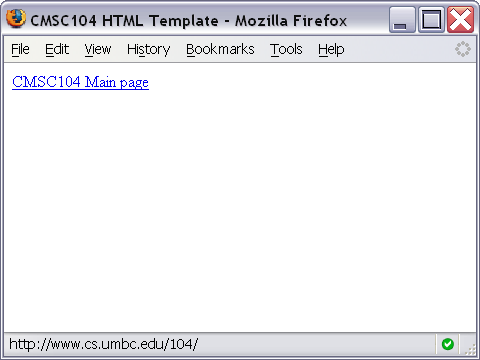 CMSC104 HTML Template - Mozilla Firefox
File Edit View History Bookmarks Tools Help
CMSC104 Main page
http://www.cs.umbc.edu/104/